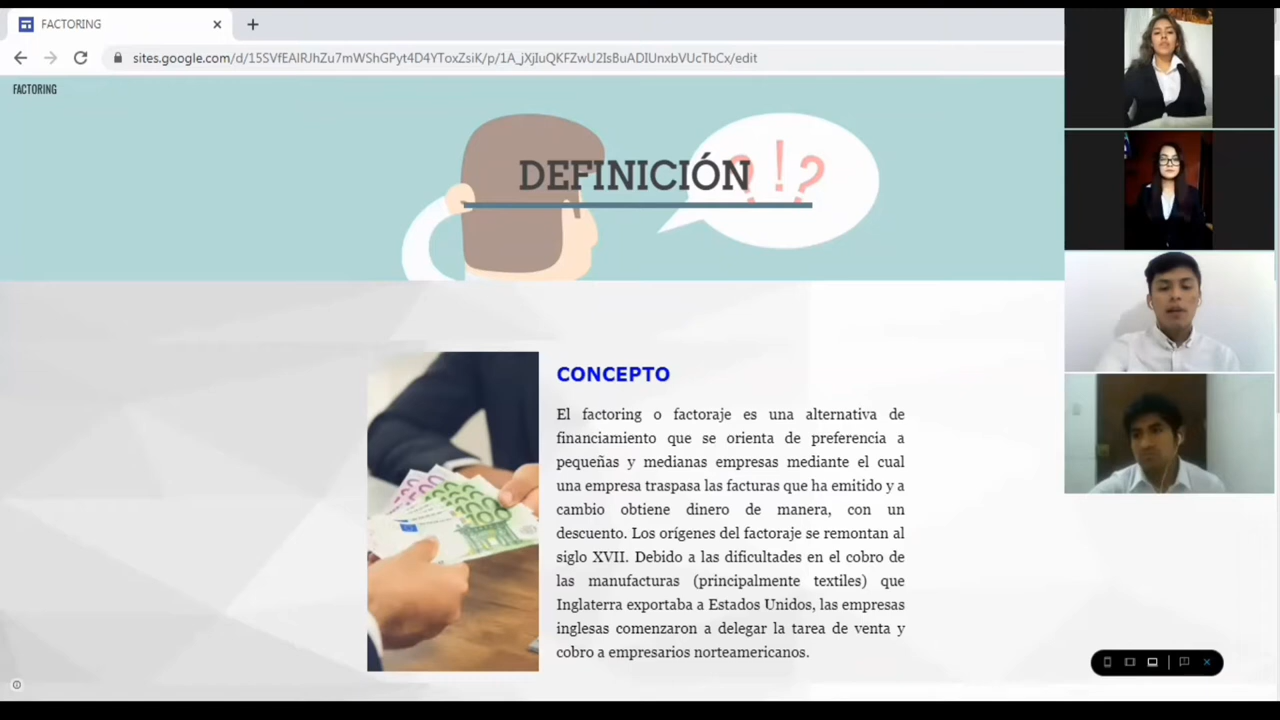 FACTORING
sites.google.com/d/15SVfEAIRJhZu7mWShGPyt4D4YToxZsiK/p/1A_jXjIuQKFZwU2IsBuADIUnxbVUcTbCx/edit
FACTORING
DEFINICIÓN
?!?
CONCEPTO
El factoring o factoraje es una alternativa de
financiamiento que se orienta de preferencia a
pequeñas y medianas empresas mediante el cual
una empresa traspasa las facturas que ha emitido y a
cambio obtiene dinero de manera, con un
descuento. Los orígenes del factoraje se remontan al
siglo XVII. Debido a las dificultades en el cobro de
las manufacturas (principalmente textiles) que
Inglaterra exportaba a Estados Unidos, las empresas
inglesas comenzaron a delegar la tarea de venta y
cobro a empresarios norteamericanos.